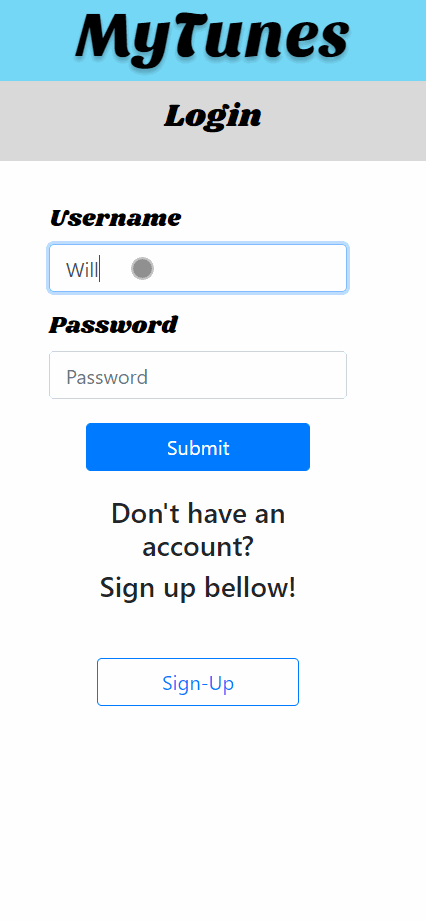 MyTunes
Login
Username
Will
Password
Password
Submit
Don't have an
account?
Sign up bellow!
Sign-Up